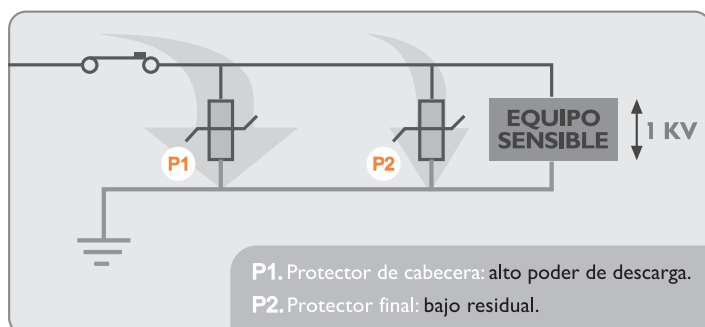 P1
P2
EQUIPO
SENSIBLE
1 KV
P1. Protector de cabecera: alto poder de descarga.
P2. Protector final: bajo residual.